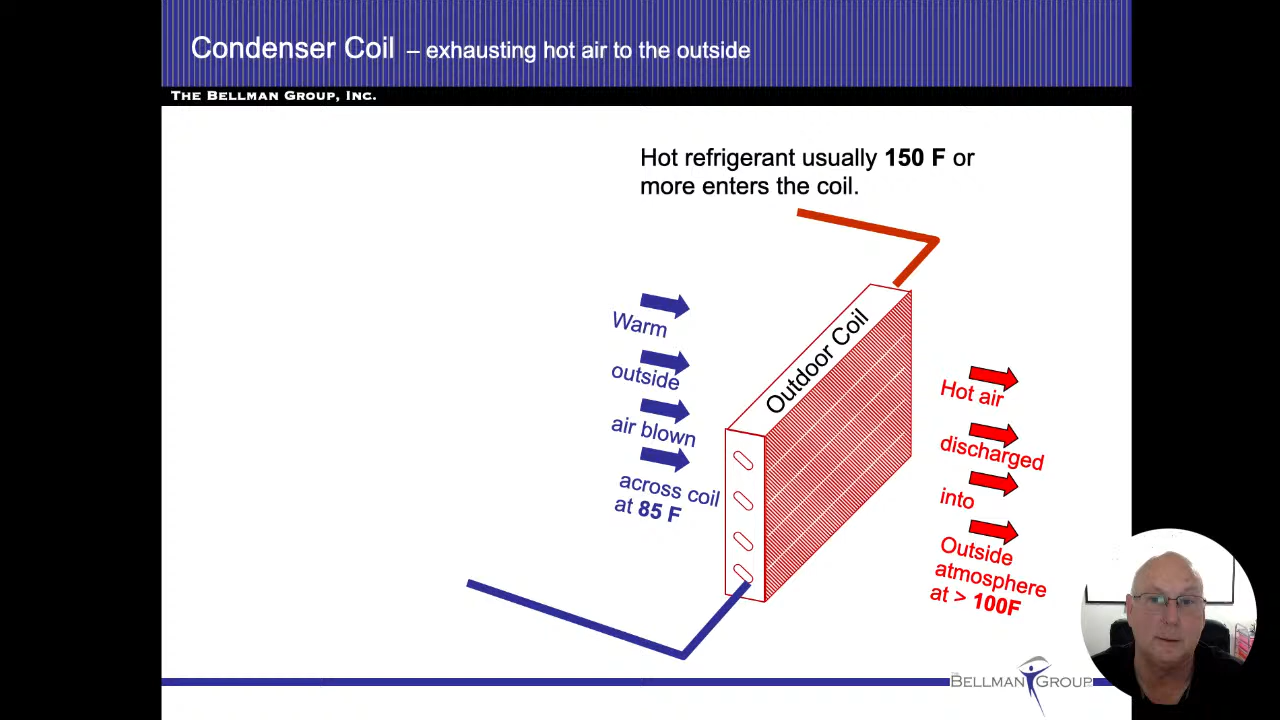 Condenser Coil – exhausting hot air to the outside
THE BELLMAN GROUP, INC.
Hot refrigerant usually 150 F or
more enters the coil.
Outdoor Coil
Warm
outside
air blown
across coil
at 85 F
Hot air
discharged
into
Outside
atmosphere
at > 100F
THE
BELLMAN GROUP